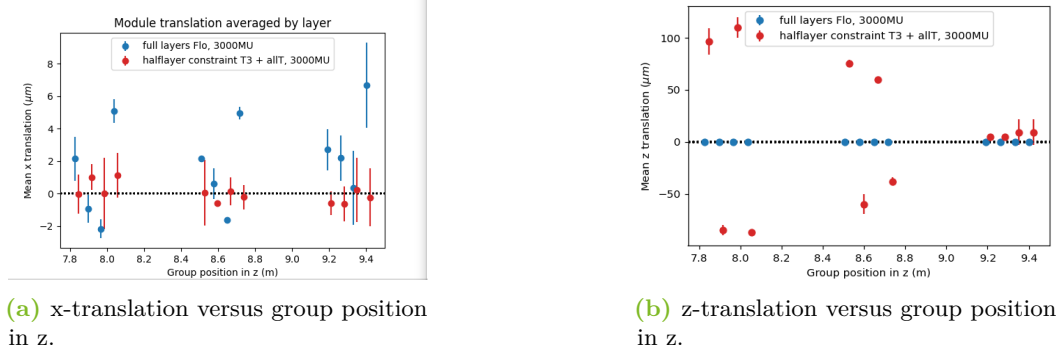 Module translation averaged by layer
full layers Flo, 3000MU
halflayer constraint T3 + allT, 3000MU
Mean x translation (μm)
8
6
4
2
0
−2
7.8 8.0 8.2 8.4 8.6 8.8 9.0 9.2 9.4
Group position in z (m)
(a) x-translation versus group position
in z.
full layers Flo, 3000MU
halflayer constraint T3 + allT, 3000MU
Mean z translation (μm)
100
50
0
−50
7.8 8.0 8.2 8.4 8.6 8.8 9.0 9.2 9.4
Group position in z (m)
(b) z-translation versus group position
in z.